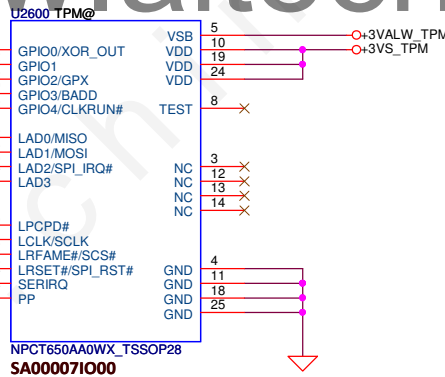 U2600 TPM@
VSB 5 +3VALW_TPM
GPIO0/XOR_OUT VDD 10 +3VS_TPM
GPIO1 VDD 19
GPIO2/GPX VDD 24
GPIO3/BADD
GPIO4/CLKRUN# TEST 8
LAD0/MISO
LAD1/MOSI NC 3
LAD2/SPI_IRQ# NC 12
LAD3 NC 13
NC 14
LPCPD#
LCLK/SCLK
LRFAME#/SCS#
LRSET#/SPI_RST# GND 4
SERIRQ GND 11
PP GND 18
GND 25
NPCT650AA0WX_TSSOP28
SA00007IO00